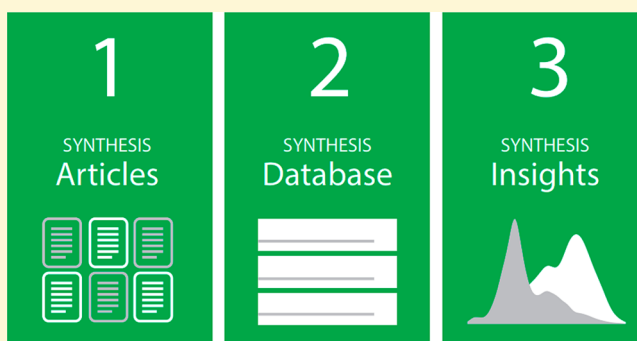 1
SYNTHESIS
Articles
2
SYNTHESIS
Database
3
SYNTHESIS
Insights